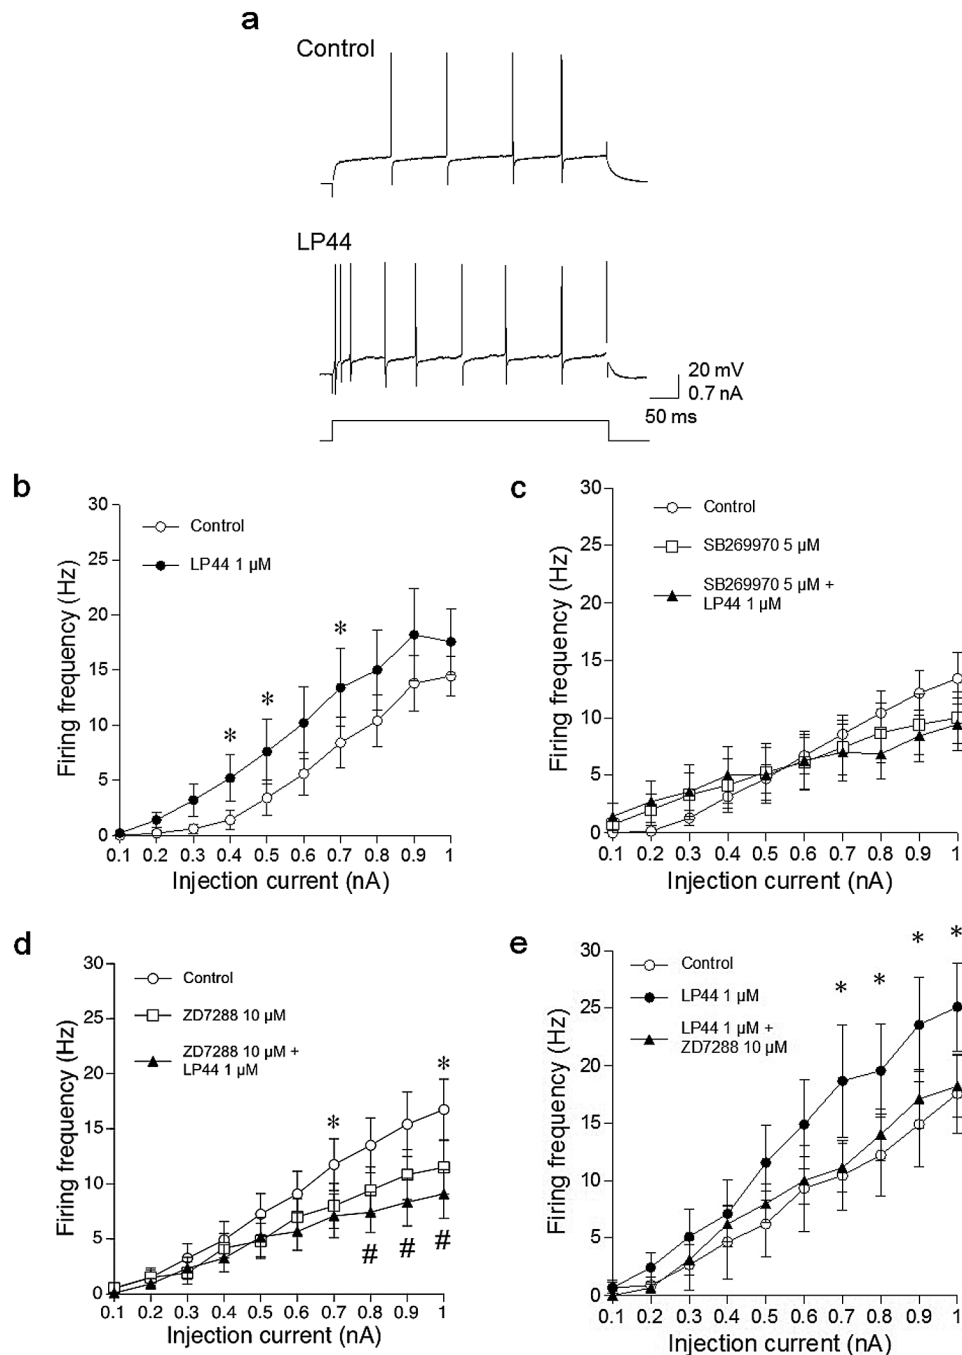 a
Control
LP44
20 mV
0.7 nA
50 ms
b
30
25
20
15
10
5
0
Firing frequency (Hz)
Control
LP44 1 µM
*
*
*
0.1 0.2 0.3 0.4 0.5 0.6 0.7 0.8 0.9 1
Injection current (nA)
c
30
25
20
15
10
5
0
Firing frequency (Hz)
Control
SB269970 5 µM
SB269970 5 µM +
LP44 1 µM
0.1 0.2 0.3 0.4 0.5 0.6 0.7 0.8 0.9 1
Injection current (nA)
d
30
25
20
15
10
5
0
Firing frequency (Hz)
Control
ZD7288 10 µM
ZD7288 10 µM +
LP44 1 µM
*
*
# # #
0.1 0.2 0.3 0.4 0.5 0.6 0.7 0.8 0.9 1
Injection current (nA)
e
30
25
20
15
10
5
0
Firing frequency (Hz)
Control
LP44 1 µM
LP44 1 µM +
ZD7288 10 µM
* * * *
0.1 0.2 0.3 0.4 0.5 0.6 0.7 0.8 0.9 1
Injection current (nA)